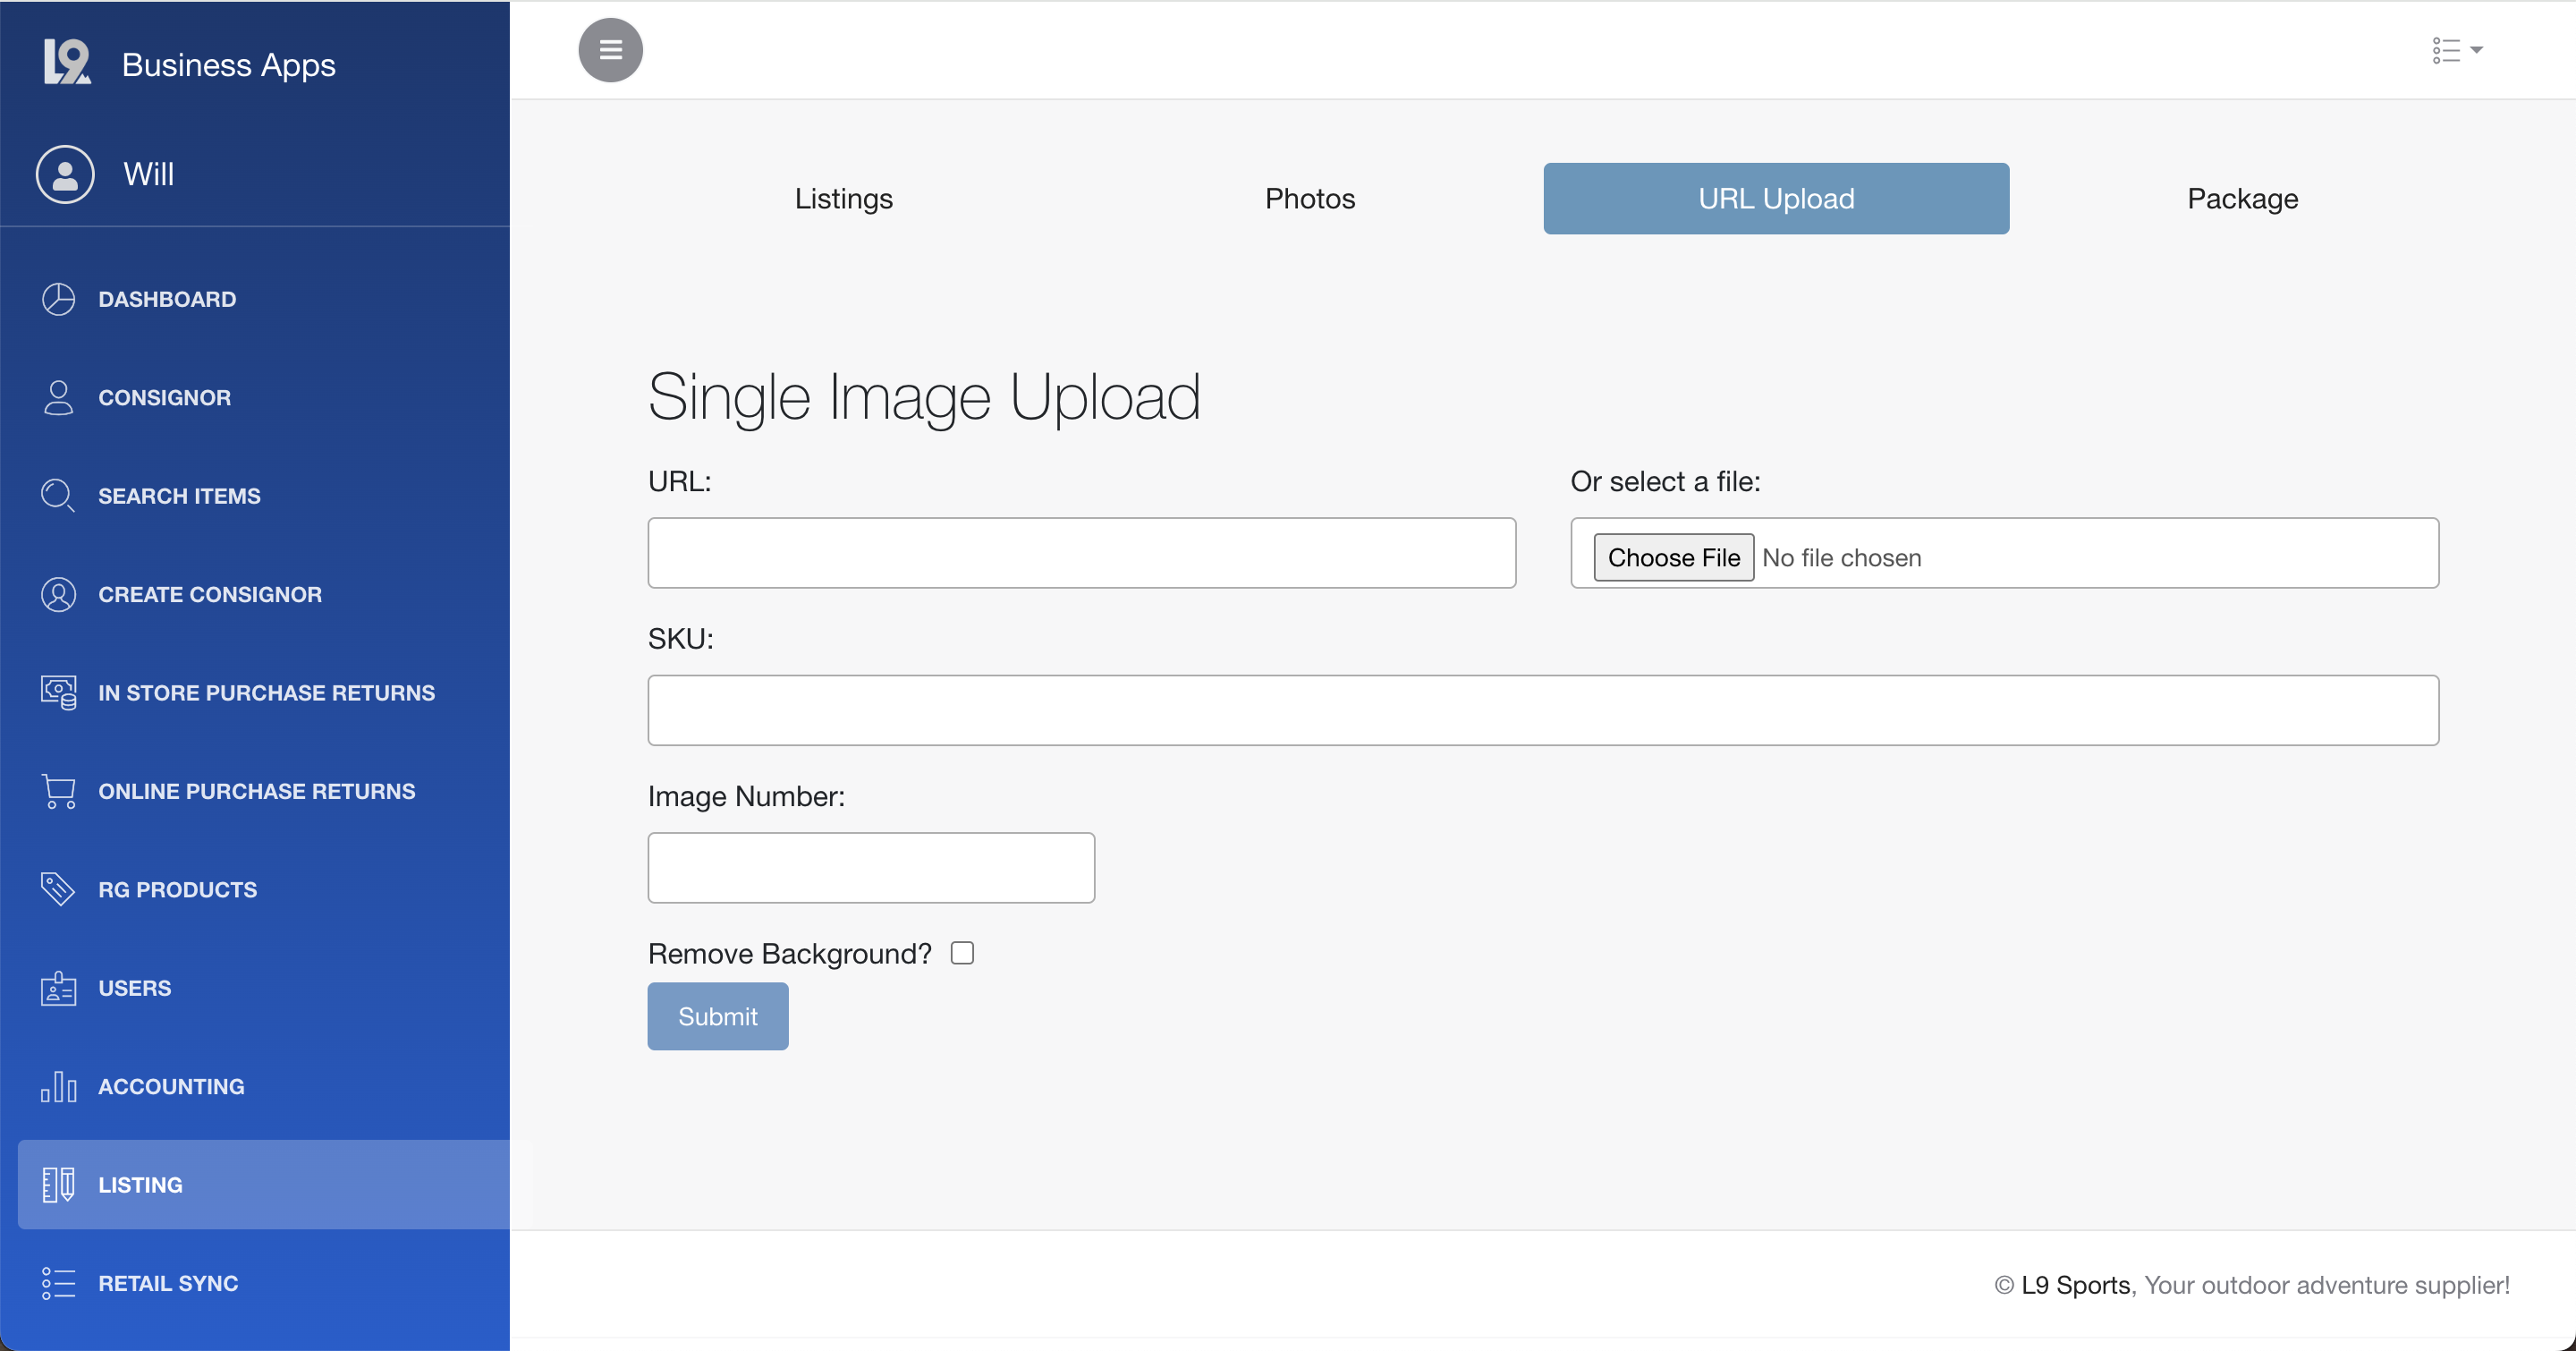 L9 Business Apps
Will
DASHBOARD
CONSIGNOR
SEARCH ITEMS
CREATE CONSIGNOR
IN STORE PURCHASE RETURNS
ONLINE PURCHASE RETURNS
RG PRODUCTS
USERS
ACCOUNTING
LISTING
RETAIL SYNC
Listings Photos URL Upload Package
Single Image Upload
URL: Or select a file:
Choose File No file chosen
SKU:
Image Number:
Remove Background?
Submit
© L9 Sports, Your outdoor adventure supplier!